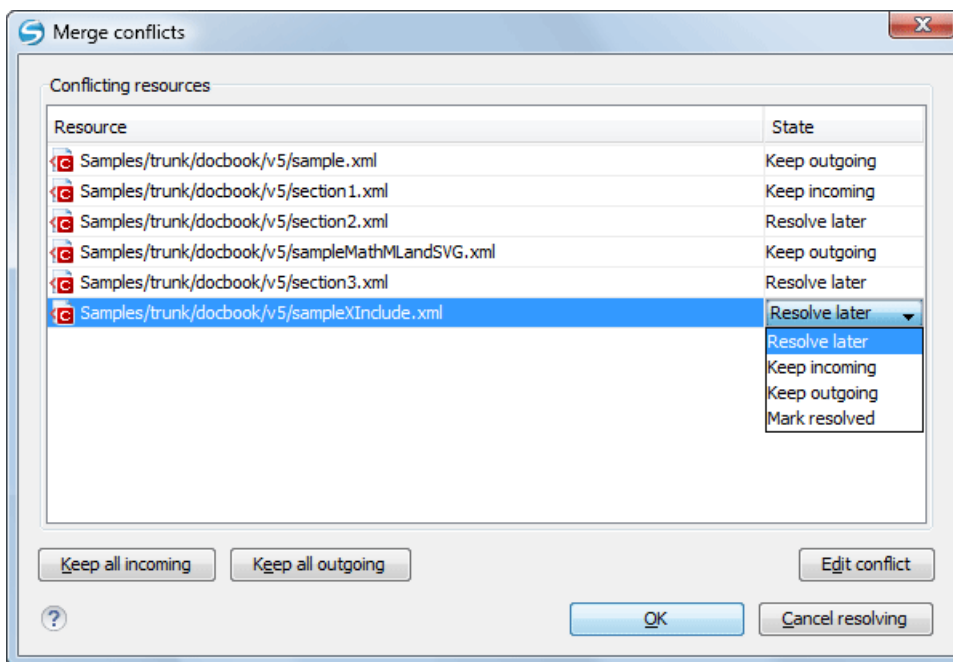 Merge conflicts
Conflicting resources
Resource State
Samples/trunk/docbook/v5/sample.xml Keep outgoing
Samples/trunk/docbook/v5/section1.xml Keep incoming
Samples/trunk/docbook/v5/section2.xml Resolve later
Samples/trunk/docbook/v5/sampleMathMLandSVG.xml Keep outgoing
Samples/trunk/docbook/v5/section3.xml Resolve later
Samples/trunk/docbook/v5/sampleXInclude.xml Resolve later
Resolve later
Keep incoming
Keep outgoing
Mark resolved
Keep all incoming Keep all outgoing Edit conflict
? OK Cancel resolving